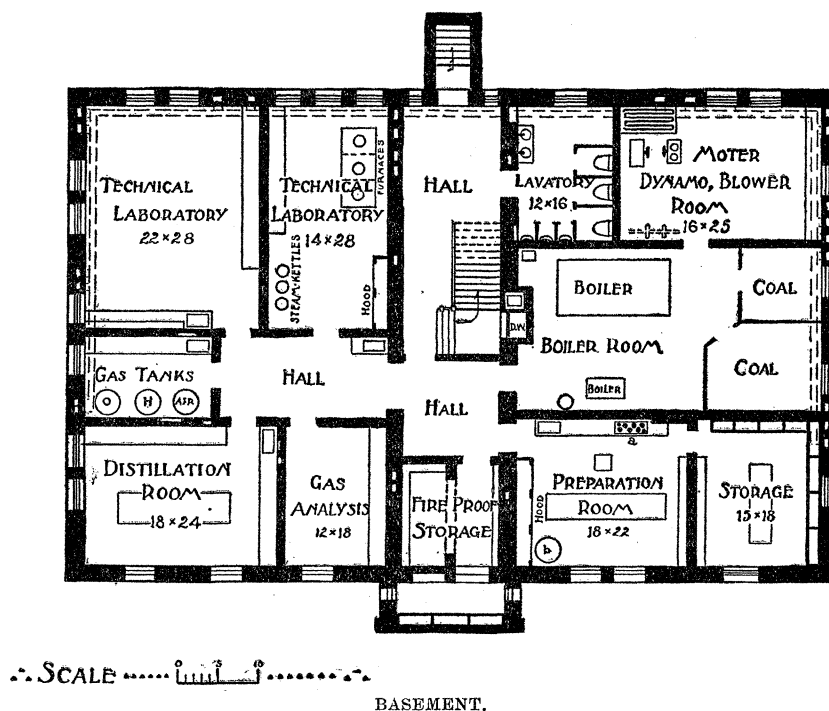 TECHNICAL
LABORATORY
22×28
TECHNICAL
LABORATORY
14×28
FURNACES
STEAM-KETTLES
HOOD
HALL
LAVATORY
12×16
MOTER
DYNAMO, BLOWER
ROOM
16×25
BOILER
COAL
D.W.
BOILER ROOM
COAL
BOILER
GAS TANKS
O
H
AIR
HALL
HALL
DISTILLATION
ROOM
18×24
GAS
ANALYSIS
12×18
FIRE PROOF
STORAGE
a
PREPARATION
ROOM
18×22
HOOD
b
STORAGE
15×18
SCALE
0 5 10
BASEMENT.